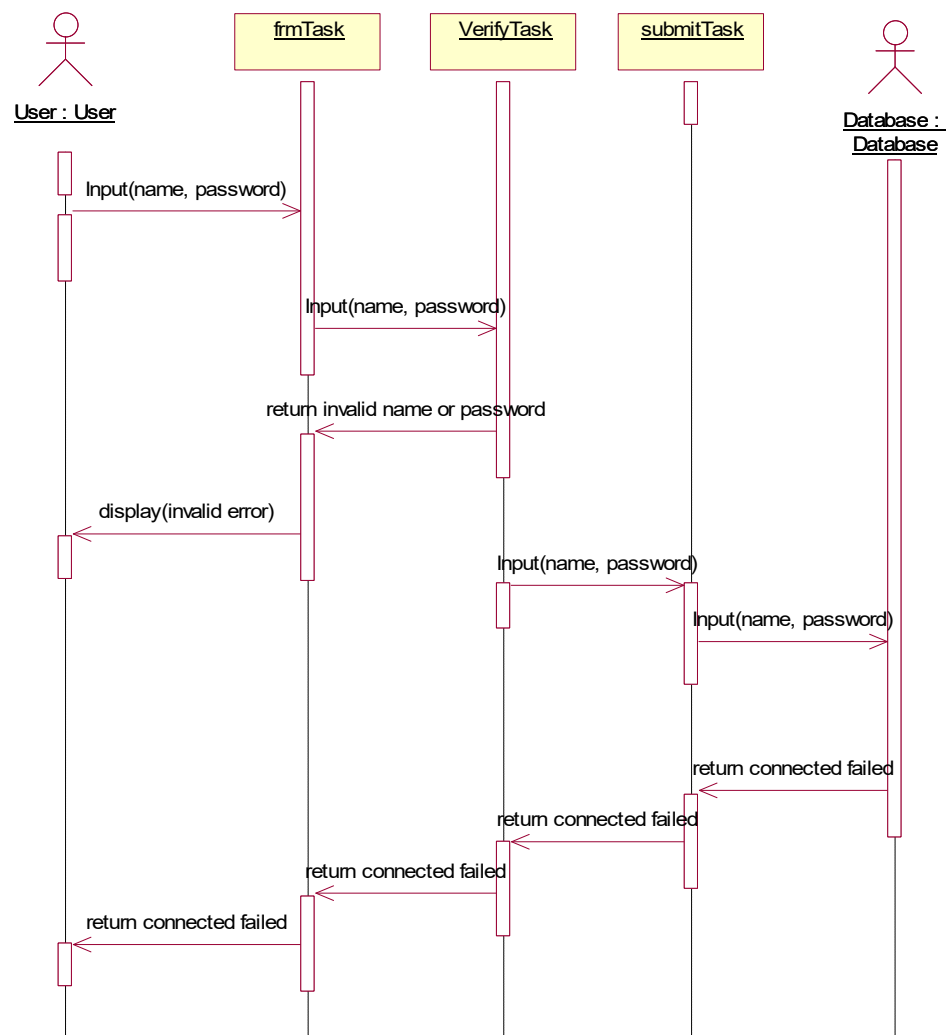 frmTask
VerifyTask
submitTask
User : User
Database :
Database
Input(name, password)
Input(name, password)
return invalid name or password
display(invalid error)
Input(name, password)
Input(name, password)
return connected failed
return connected failed
return connected failed
return connected failed